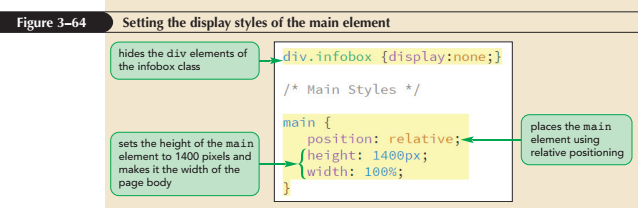 Figure 3–64
Setting the display styles of the main element
hides the div elements of
the infobox class
div.infobox {display:none;}
/* Main Styles */
main {
position: relative;
height: 1400px;
width: 100%;
}
sets the height of the main
element to 1400 pixels and
makes it the width of the
page body
places the main
element using
relative positioning